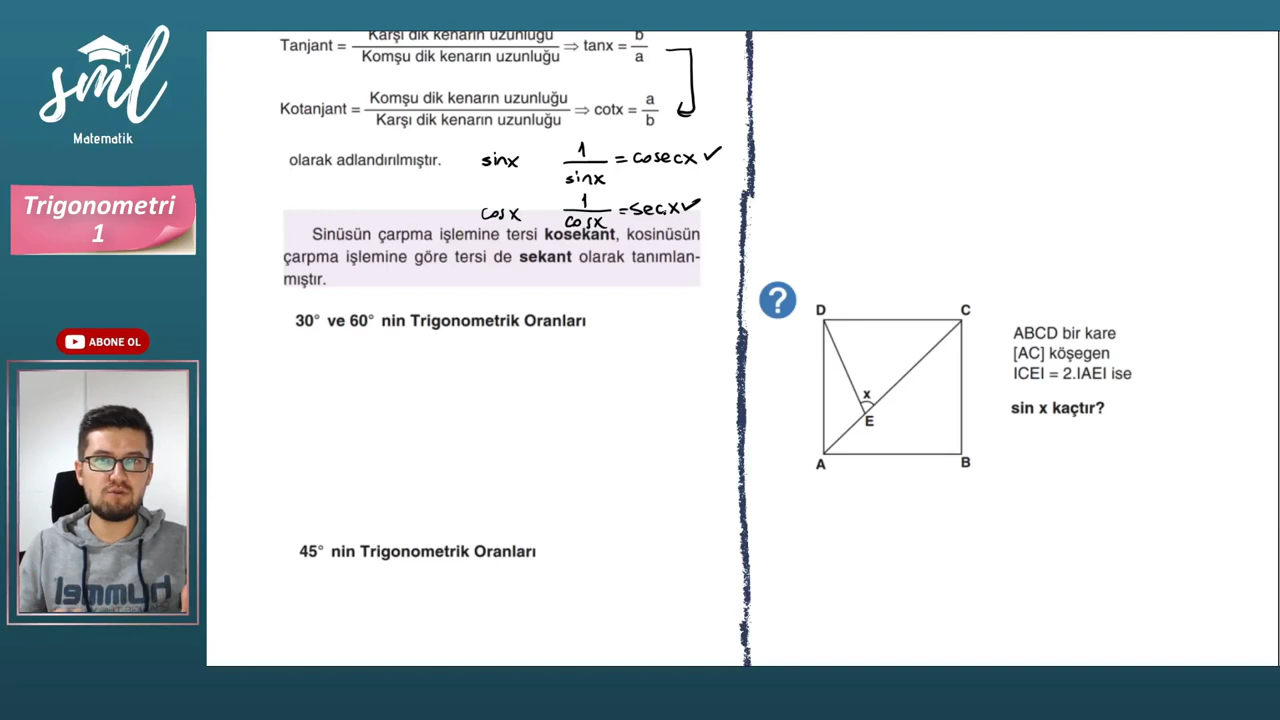 sml
Matematik
Trigonometri
1
ABONE OL
Tanjant = Karşı dik kenarın uzunluğu / Komşu dik kenarın uzunluğu ⇒ tanx = b/a
Kotanjant = Komşu dik kenarın uzunluğu / Karşı dik kenarın uzunluğu ⇒ cotx = a/b
olarak adlandırılmıştır.
sinx 1/sinx = cosecx ✓
cosx 1/cosx = secx ✓
Sinüsün çarpma işlemine tersi kosekant, kosinüsün
çarpma işlemine göre tersi de sekant olarak tanımlan-
mıştır.
30° ve 60° nin Trigonometrik Oranları
45° nin Trigonometrik Oranları
?
D C
x
E
A B
ABCD bir kare
[AC] köşegen
ICEI = 2.IAEI ise
sin x kaçtır?